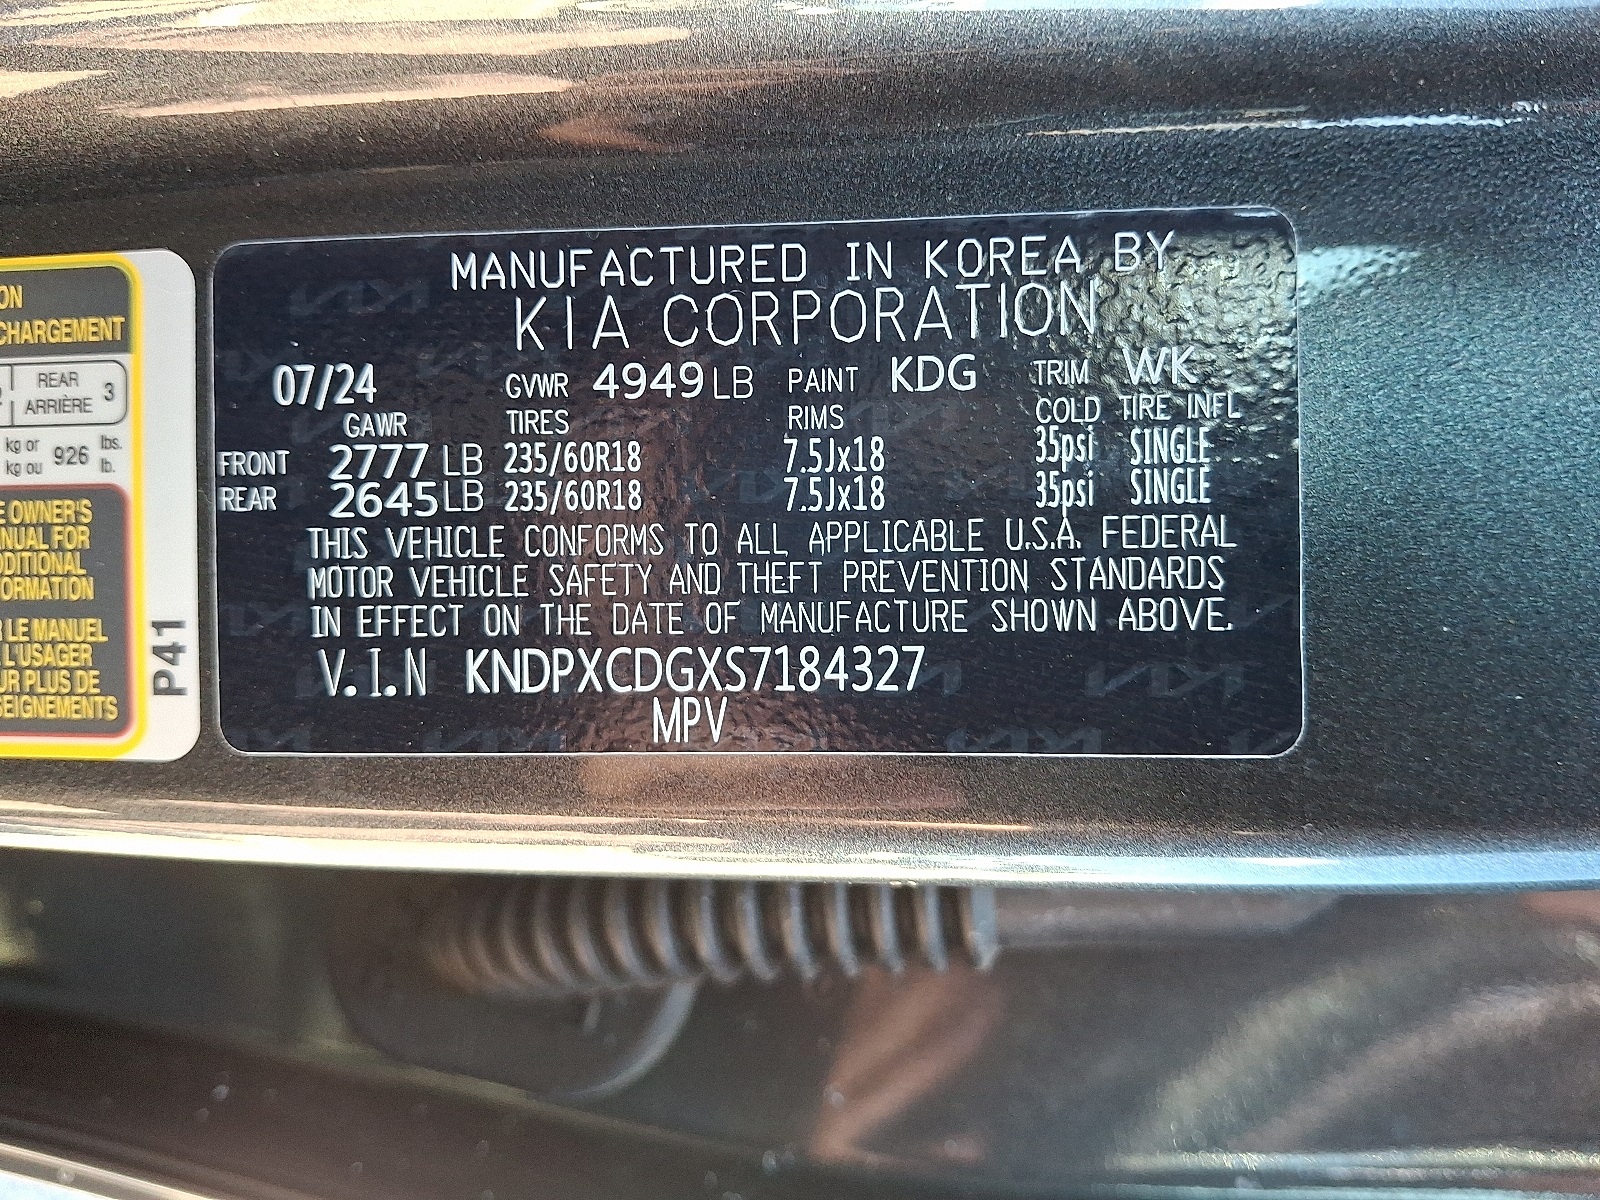 ON
CHARGEMENT
REAR
ARRIÈRE 3
kg or
kg ou 926 lbs.
lb.
E OWNER'S
NUAL FOR
DDITIONAL
ORMATION
R LE MANUEL
L'USAGER
UR PLUS DE
SEIGNEMENTS
P41
MANUFACTURED IN KOREA BY
KIA CORPORATION
07/24 GVWR 4949 LB PAINT KDG TRIM WK
GAWR TIRES RIMS COLD TIRE INFL
FRONT 2777 LB 235/60R18 7.5Jx18 35psi SINGLE
REAR 2645 LB 235/60R18 7.5Jx18 35psi SINGLE
THIS VEHICLE CONFORMS TO ALL APPLICABLE U.S.A. FEDERAL
MOTOR VEHICLE SAFETY AND THEFT PREVENTION STANDARDS
IN EFFECT ON THE DATE OF MANUFACTURE SHOWN ABOVE.
V.I.N KNDPXCDGXS7184327
MPV